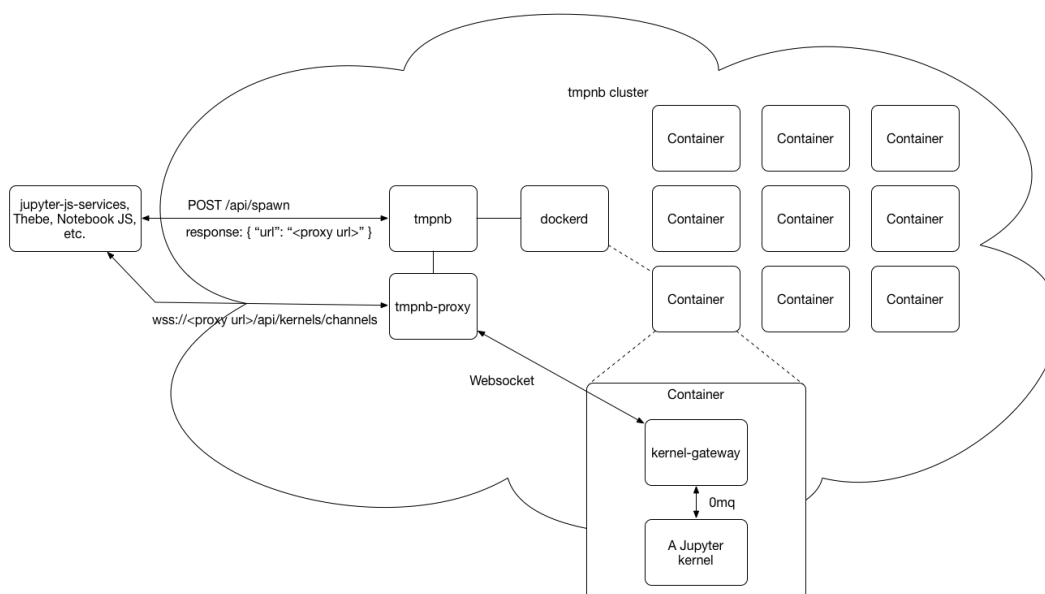 tmpnb cluster
Container
Container
Container
jupyter-js-services,
Thebe, Notebook JS,
etc.
POST /api/spawn
response: { “url”: “<proxy url>” }
tmpnb
dockerd
Container
Container
Container
wss://<proxy url>/api/kernels/channels
tmpnb-proxy
Container
Container
Container
Websocket
Container
kernel-gateway
0mq
A Jupyter
kernel